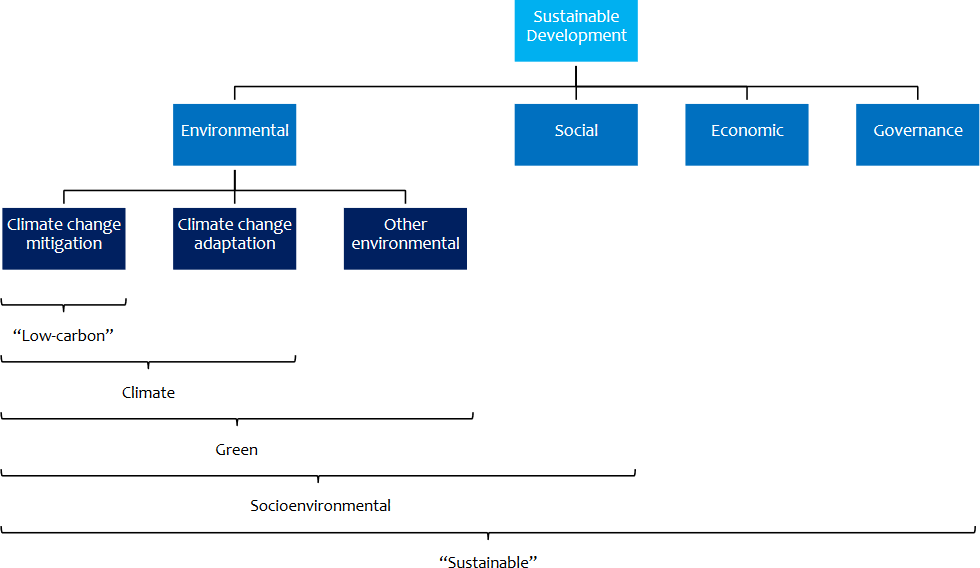 Sustainable
Development
Environmental
Social
Economic
Governance
Climate change
mitigation
Climate change
adaptation
Other
environmental
“Low-carbon”
Climate
Green
Socioenvironmental
“Sustainable”